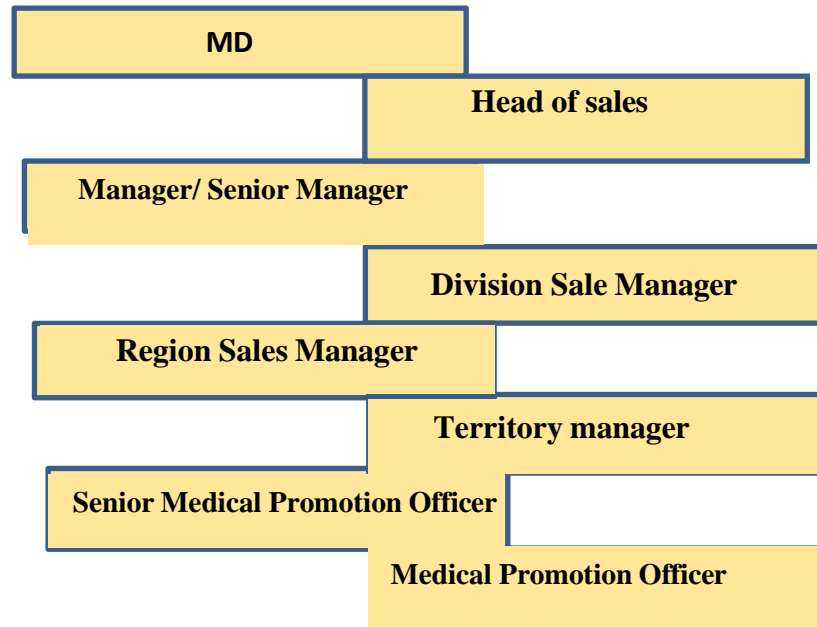 MD
Head of sales
Manager/ Senior Manager
Division Sale Manager
Region Sales Manager
Territory manager
Senior Medical Promotion Officer
Medical Promotion Officer